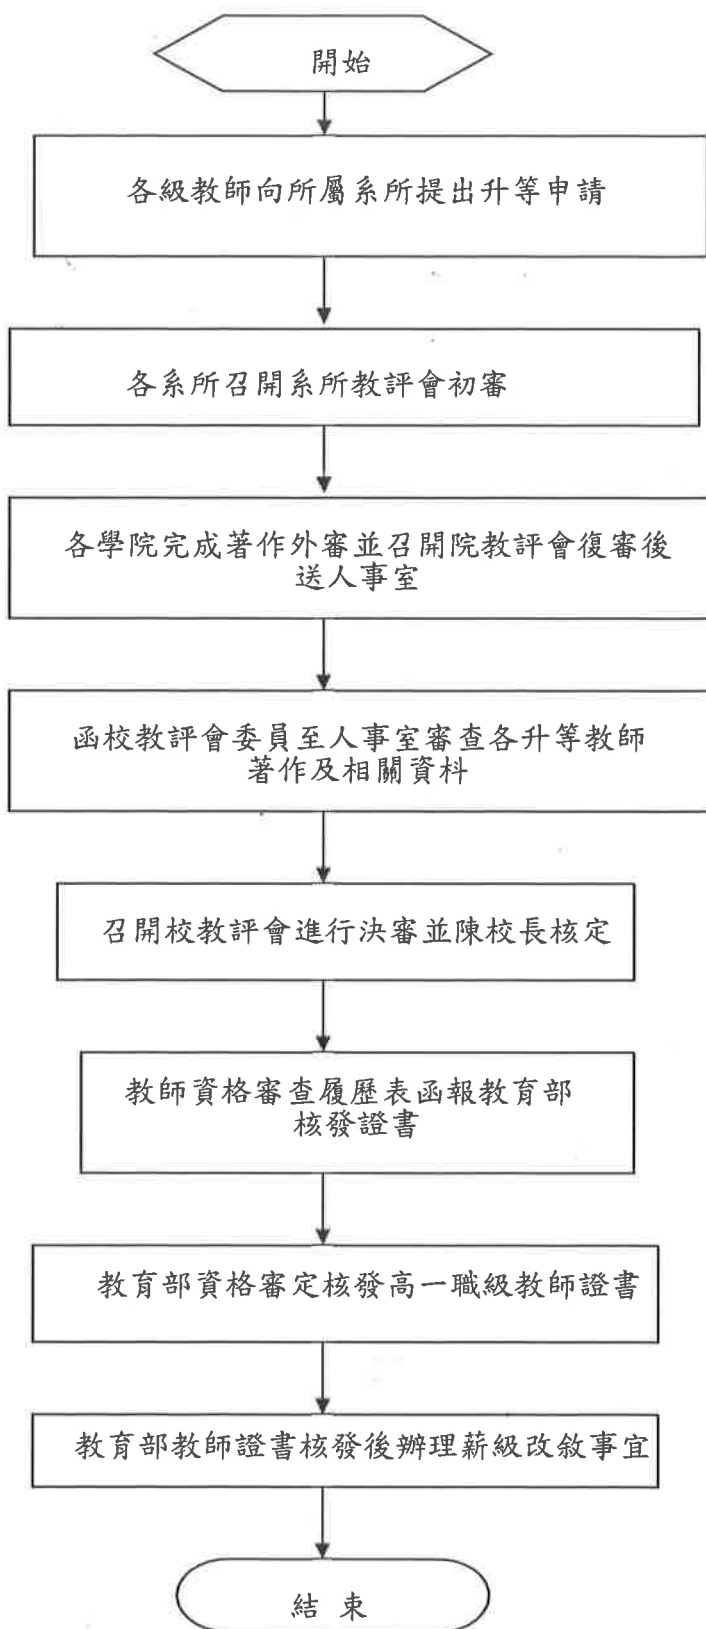 開始
各級教師向所屬系所提出升等申請
各系所召開系所教評會初審
各學院完成著作外審並召開院教評會復審後
送人事室
函校教評會委員至人事室審查各升等教師
著作及相關資料
召開校教評會進行決審並陳校長核定
教師資格審查履歷表函報教育部
核發證書
教育部資格審定核發高一職級教師證書
教育部教師證書核發後辦理薪級改敘事宜
結 束